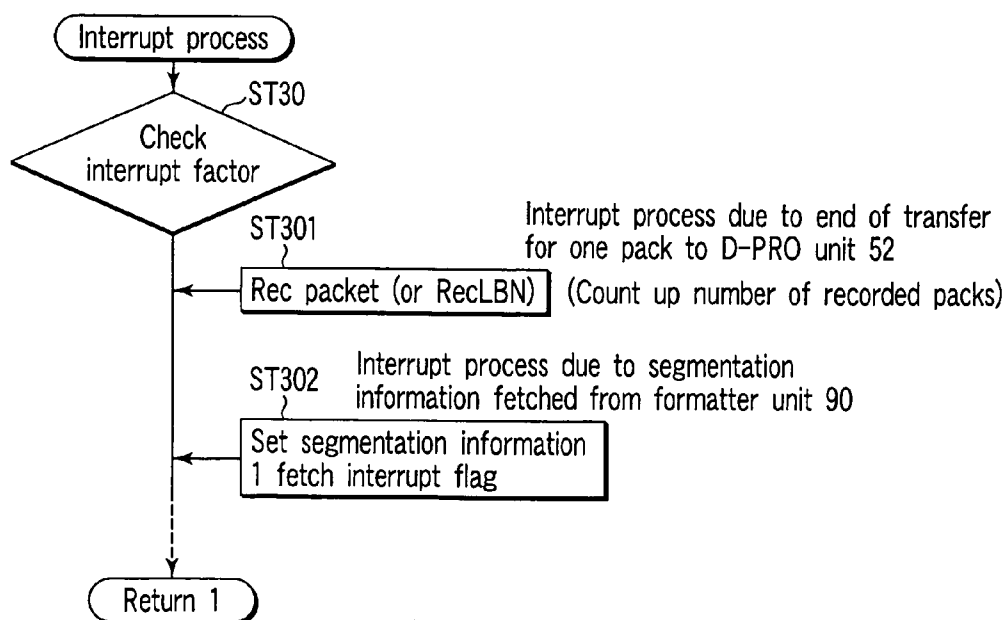 Interrupt process
ST30
Check
interrupt factor
Interrupt process due to end of transfer
for one pack to D-PRO unit 52
ST301
Rec packet (or RecLBN) (Count up number of recorded packs)
Interrupt process due to segmentation
information fetched from formatter unit 90
ST302
Set segmentation information
1 fetch interrupt flag
Return 1